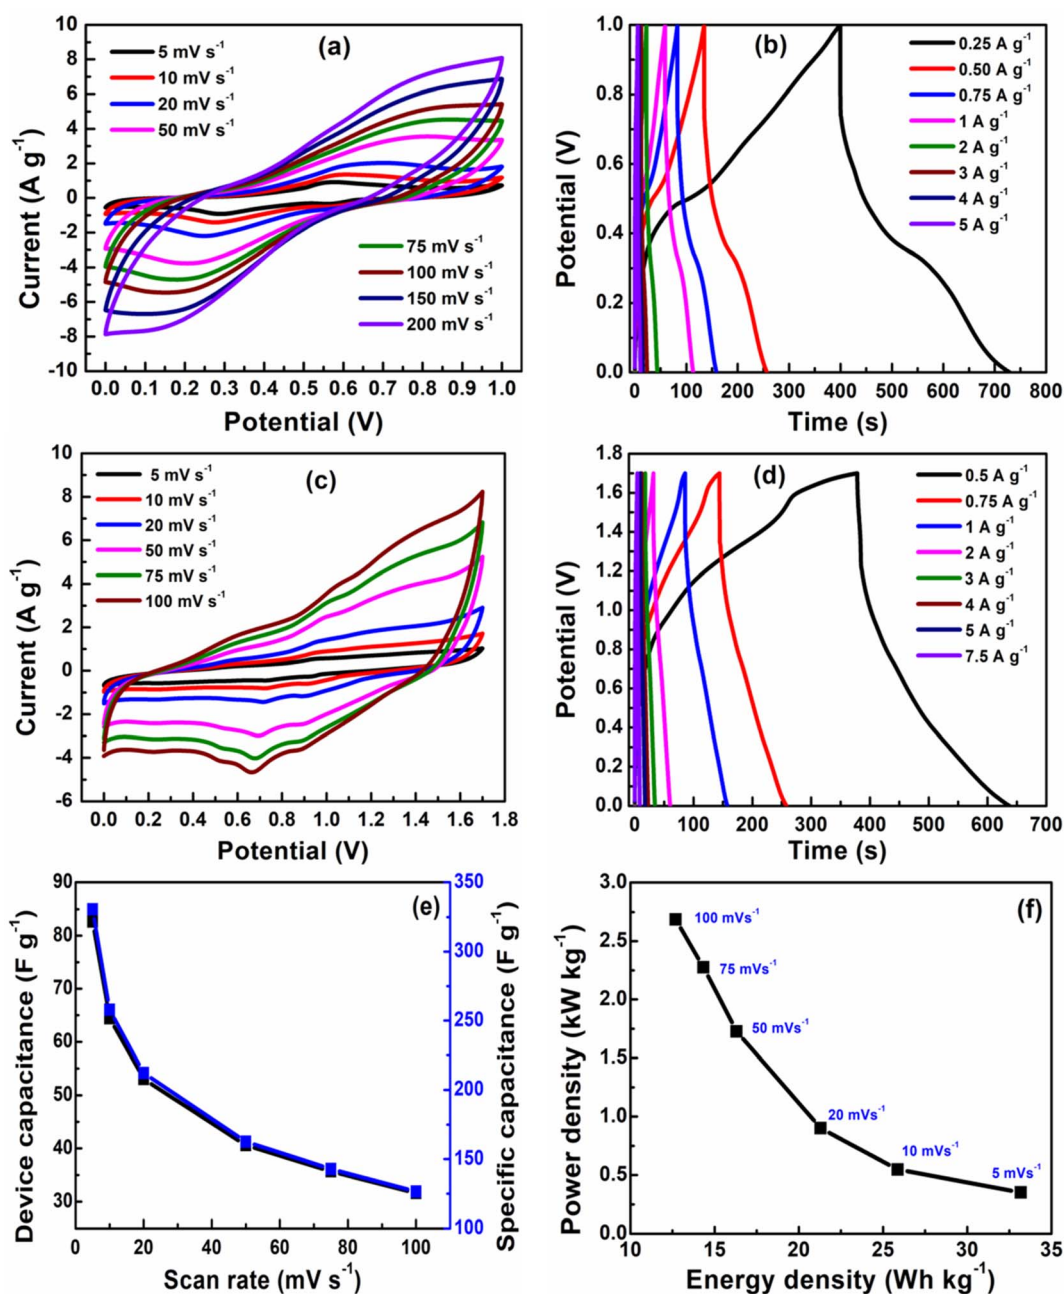 (a)
Current (A g⁻¹)
10
8
6
4
2
0
-2
-4
-6
-8
-10
5 mV s⁻¹
10 mV s⁻¹
20 mV s⁻¹
50 mV s⁻¹
75 mV s⁻¹
100 mV s⁻¹
150 mV s⁻¹
200 mV s⁻¹
0.0 0.1 0.2 0.3 0.4 0.5 0.6 0.7 0.8 0.9 1.0
Potential (V)
(b)
Potential (V)
1.0
0.8
0.6
0.4
0.2
0.0
0.25 A g⁻¹
0.50 A g⁻¹
0.75 A g⁻¹
1 A g⁻¹
2 A g⁻¹
3 A g⁻¹
4 A g⁻¹
5 A g⁻¹
0 100 200 300 400 500 600 700 800
Time (s)
(c)
Current (A g⁻¹)
10
8
6
4
2
0
-2
-4
-6
5 mV s⁻¹
10 mV s⁻¹
20 mV s⁻¹
50 mV s⁻¹
75 mV s⁻¹
100 mV s⁻¹
0.0 0.2 0.4 0.6 0.8 1.0 1.2 1.4 1.6 1.8
Potential (V)
(d)
Potential (V)
1.8
1.6
1.4
1.2
1.0
0.8
0.6
0.4
0.2
0.0
0.5 A g⁻¹
0.75 A g⁻¹
1 A g⁻¹
2 A g⁻¹
3 A g⁻¹
4 A g⁻¹
5 A g⁻¹
7.5 A g⁻¹
0 100 200 300 400 500 600 700
Time (s)
(e)
Device capacitance (F g⁻¹)
90
85
80
75
70
65
60
55
50
45
40
35
30
350
300
250
200
150
100
Specific capacitance (F g⁻¹)
0 20 40 60 80 100
Scan rate (mV s⁻¹)
(f)
Power density (kW kg⁻¹)
3.0
2.5
2.0
1.5
1.0
0.5
0.0
100 mVs⁻¹
75 mVs⁻¹
50 mVs⁻¹
20 mVs⁻¹
10 mVs⁻¹
5 mVs⁻¹
10 15 20 25 30 35
Energy density (Wh kg⁻¹)